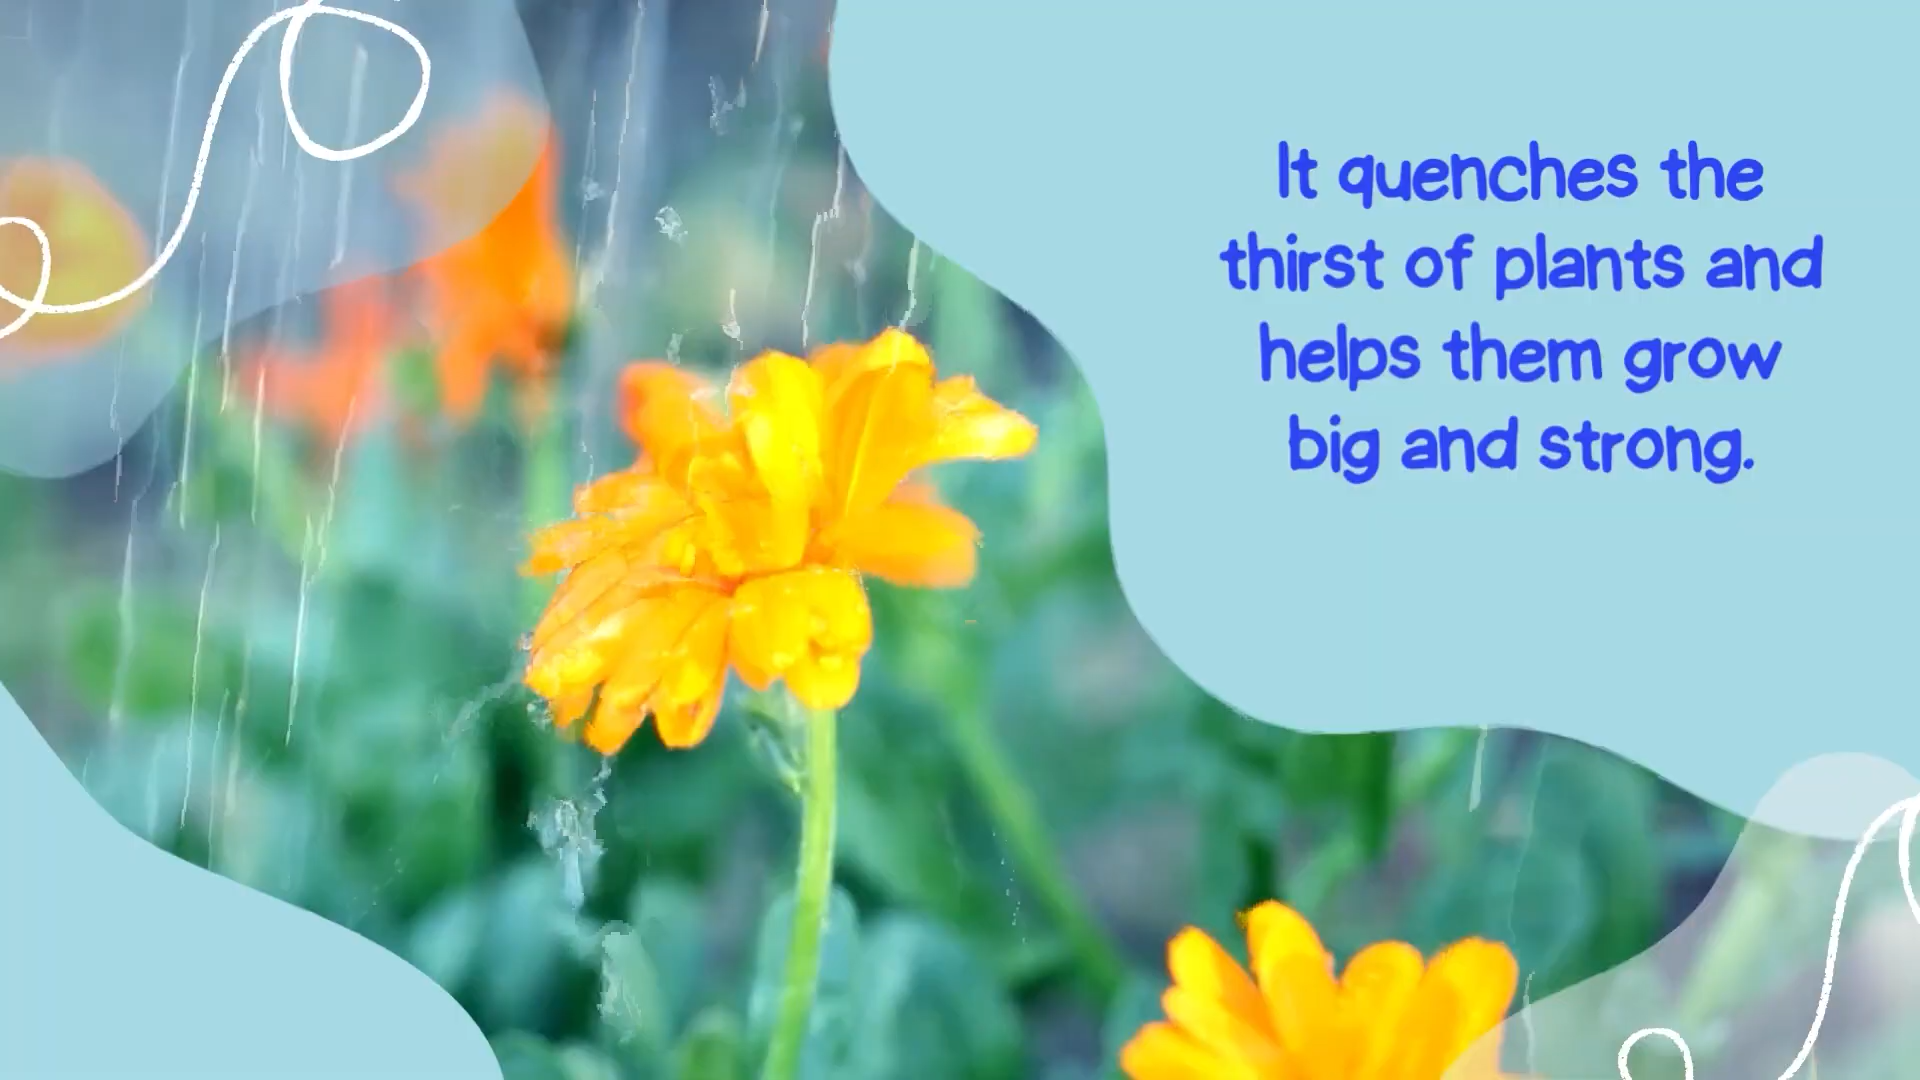 It quenches the
thirst of plants and
helps them grow
big and strong.